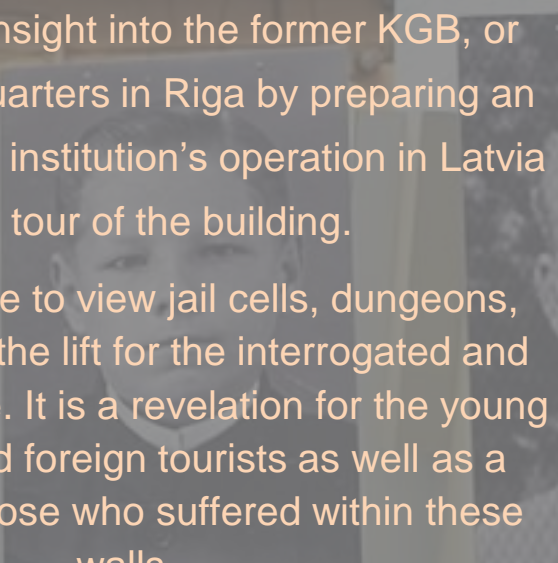 nsight into the former KGB, or
uarters in Riga by preparing an
institution’s operation in Latvia
tour of the building.
e to view jail cells, dungeons,
the lift for the interrogated and
. It is a revelation for the young
d foreign tourists as well as a
ose who suffered within these
walls